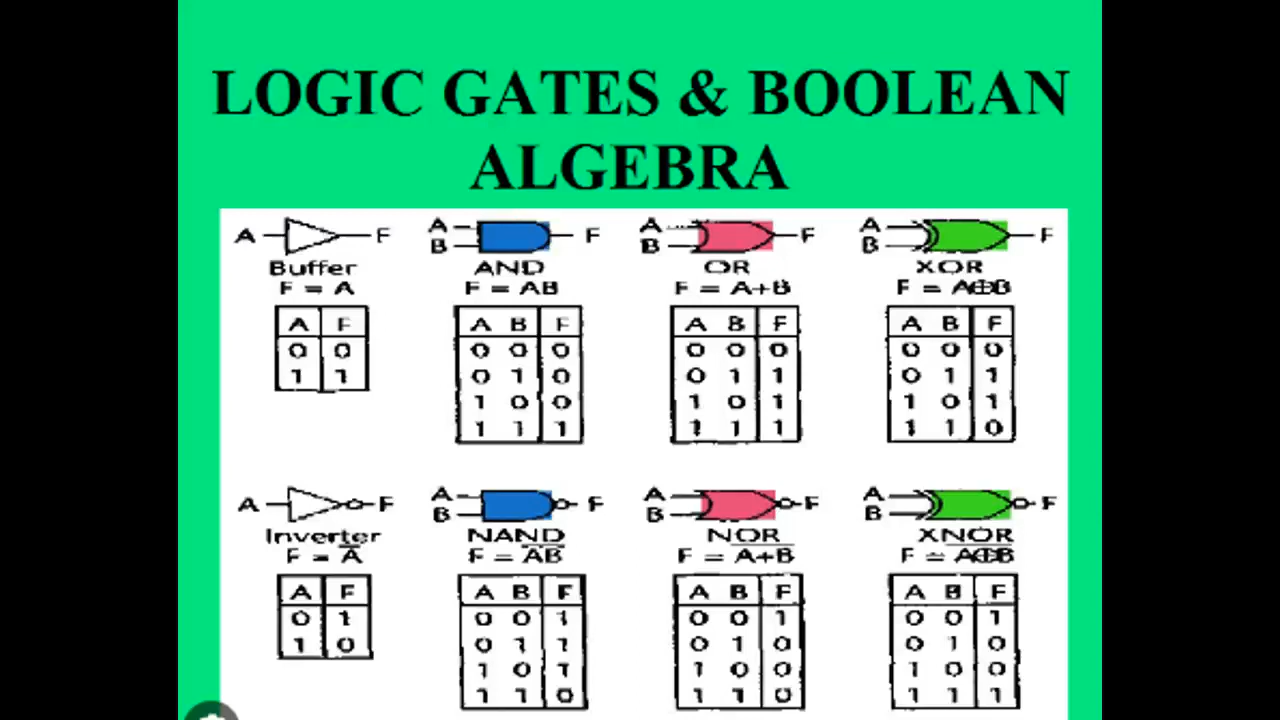 LOGIC GATES & BOOLEAN
ALGEBRA
A F A B F A B F A B F
Buffer AND OR XOR
F = A F = AB F = A+B F = A⊕B
A F A B F A B F A B F
0 0 0 0 0 0 0 0 0 0 0
1 1 0 1 0 0 1 1 0 1 1
1 0 0 1 0 1 1 0 1
1 1 1 1 1 1 1 1 0
A F A B F A B F A B F
Inverter NAND NOR XNOR
F = A̅ F = A̅B̅ F = A̅+̅B̅ F = A̅⊕̅B̅
A F A B F A B F A B F
0 1 0 0 1 0 0 1 0 0 1
1 0 0 1 1 0 1 0 0 1 0
1 0 1 1 0 0 1 0 0
1 1 0 1 1 0 1 1 1